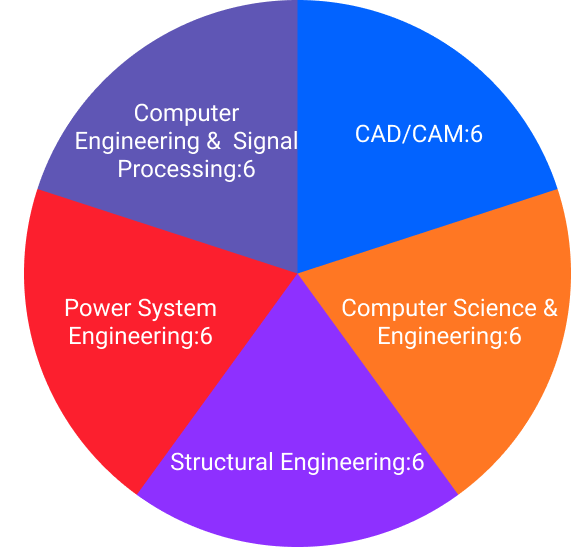 Computer
Engineering & Signal
Processing:6
CAD/CAM:6
Power System
Engineering:6
Computer Science &
Engineering:6
Structural Engineering:6